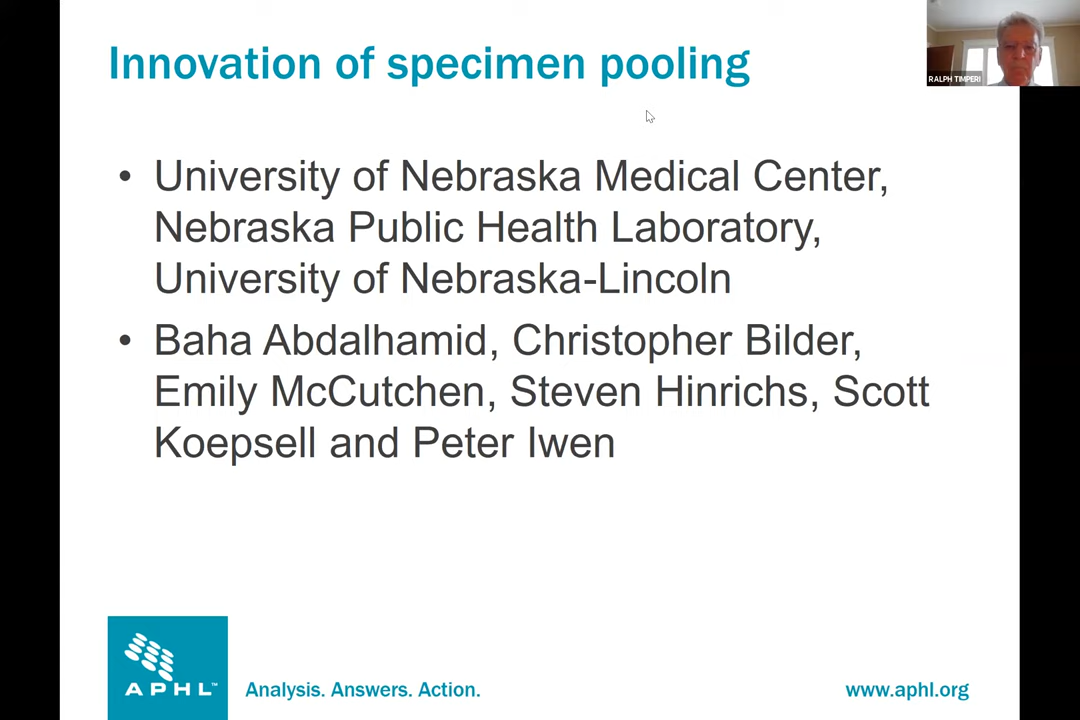 Innovation of specimen pooling
RALPH TIMPERI
• University of Nebraska Medical Center,
Nebraska Public Health Laboratory,
University of Nebraska-Lincoln
• Baha Abdalhamid, Christopher Bilder,
Emily McCutchen, Steven Hinrichs, Scott
Koepsell and Peter Iwen
APHL™
Analysis. Answers. Action.
www.aphl.org